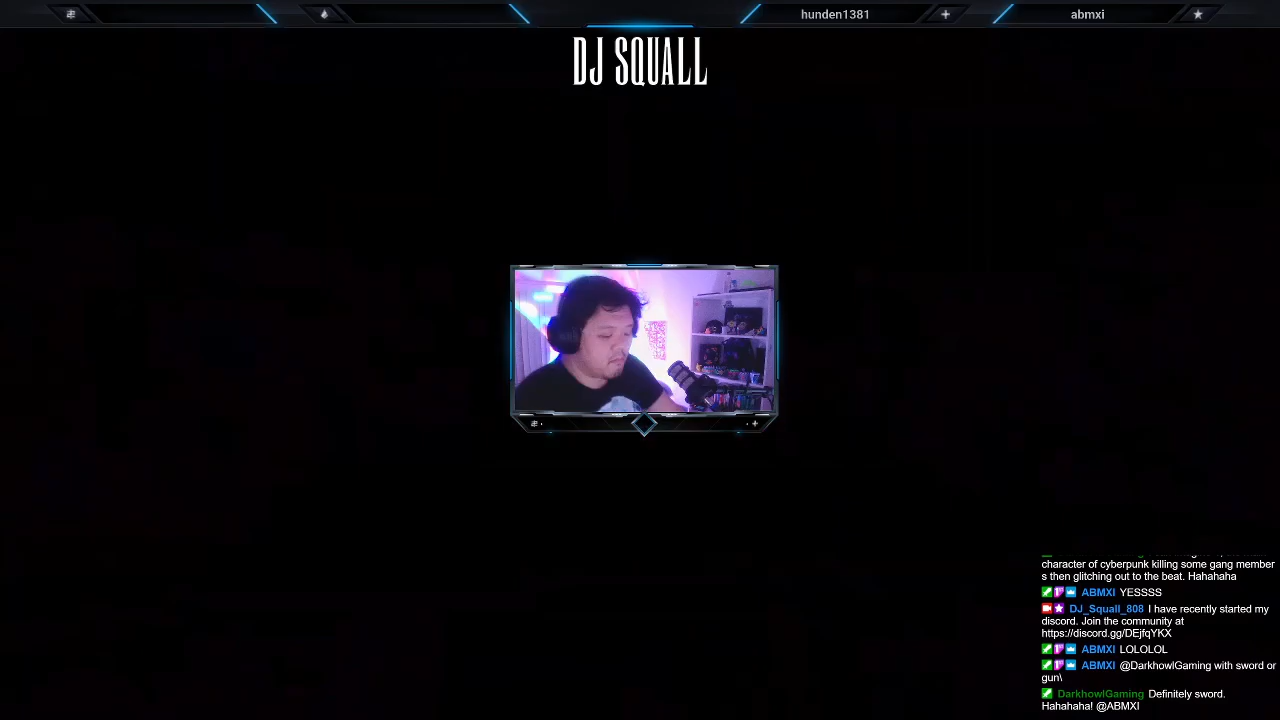 hunden1381
abmxi
DJ SQUALL
character of cyberpunk killing some gang member
s then glitching out to the beat. Hahahaha
ABMXI YESSSS
DJ_Squall_808 I have recently started my
discord. Join the community at
https://discord.gg/DEjfqYKX
ABMXI LOLOLOL
ABMXI @DarkhowlGaming with sword or
gun\
DarkhowlGaming Definitely sword.
Hahahaha! @ABMXI